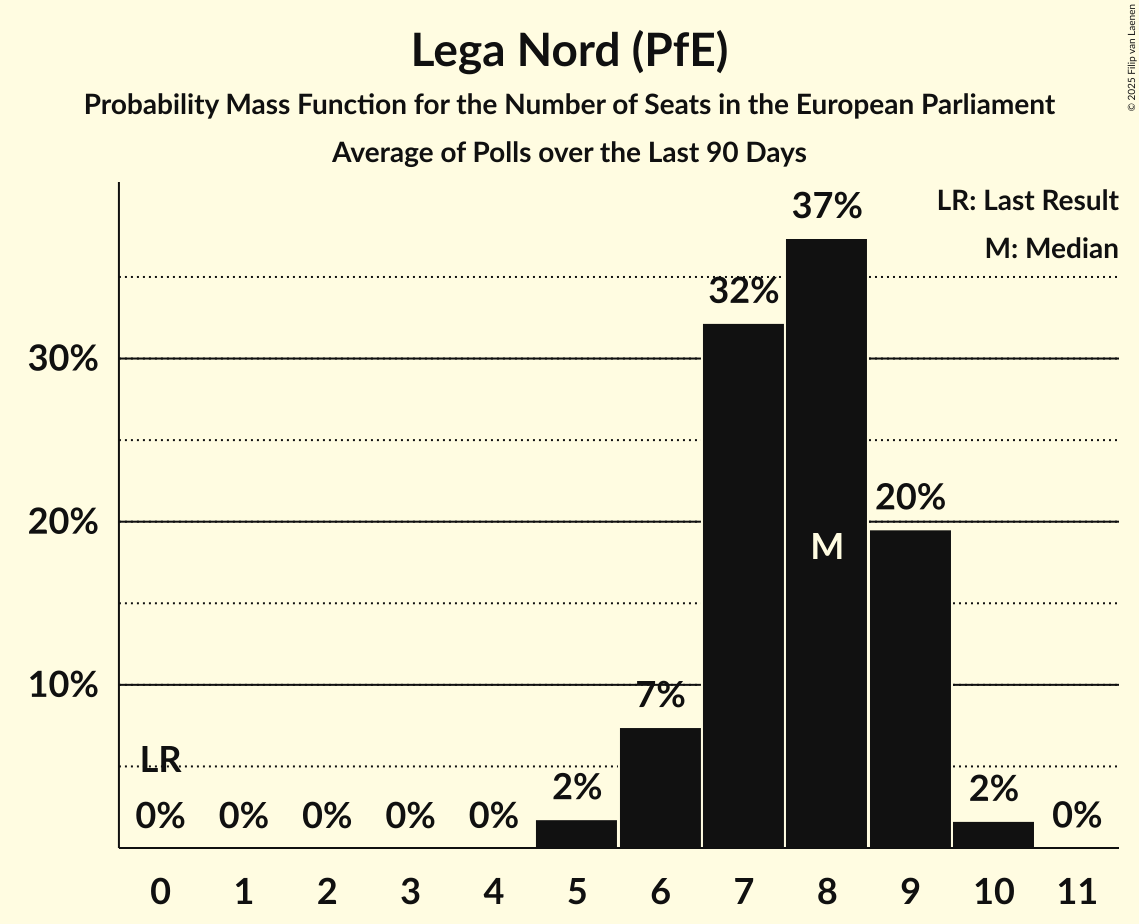 Lega Nord (PfE)
Probability Mass Function for the Number of Seats in the European Parliament
Average of Polls over the Last 90 Days
© 2025 Filip van Laenen
LR: Last Result
M: Median
37%
32%
30%
20%
20%
M
10%
7%
LR
2%
2%
0% 0% 0% 0% 0% 0%
0 1 2 3 4 5 6 7 8 9 10 11